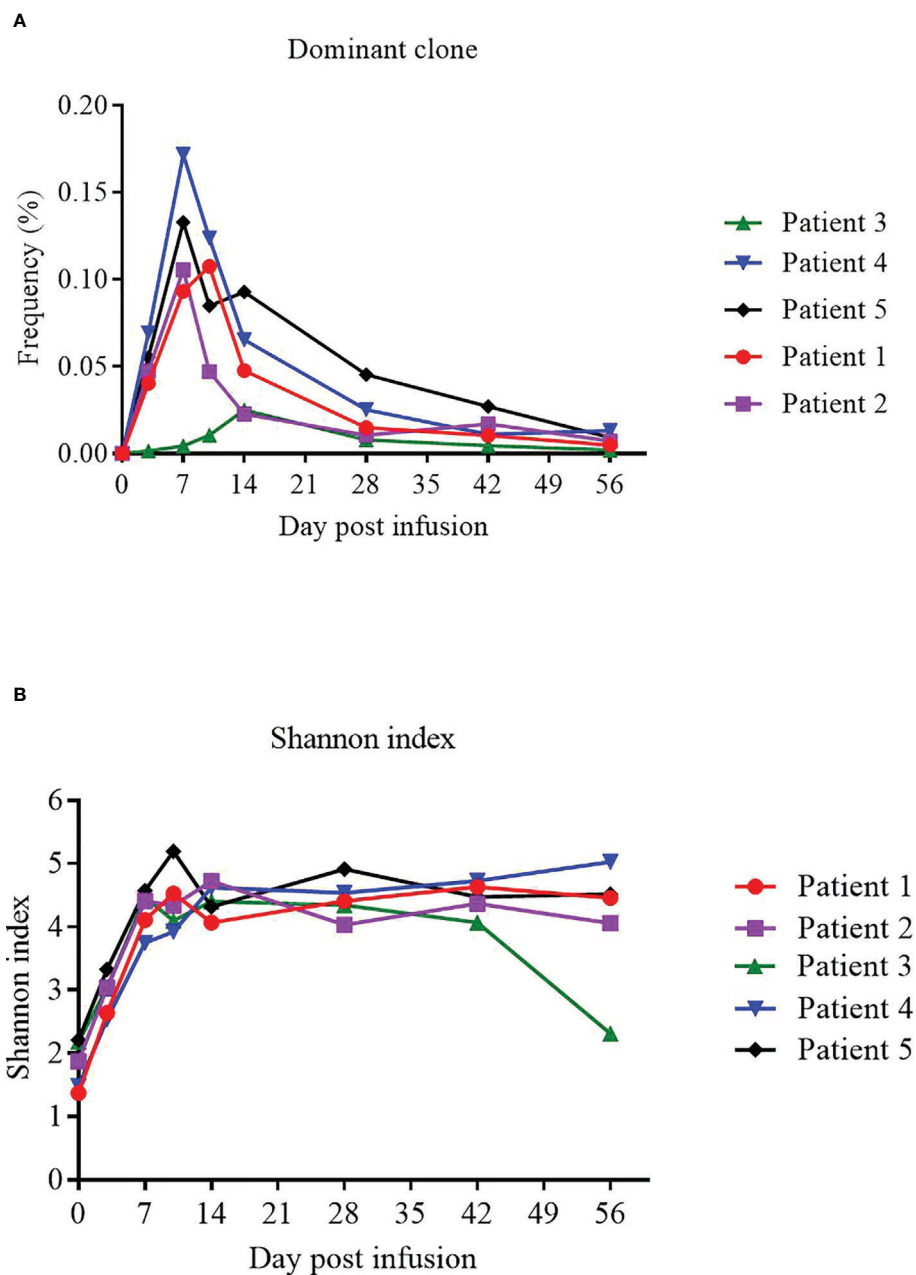 A
Dominant clone
0.20
0.15
0.10
0.05
0.00
Frequency (%)
0 7 14 21 28 35 42 49 56
Day post infusion
Patient 3
Patient 4
Patient 5
Patient 1
Patient 2
B
Shannon index
6
5
4
3
2
1
0
Shannon index
0 7 14 21 28 35 42 49 56
Day post infusion
Patient 1
Patient 2
Patient 3
Patient 4
Patient 5